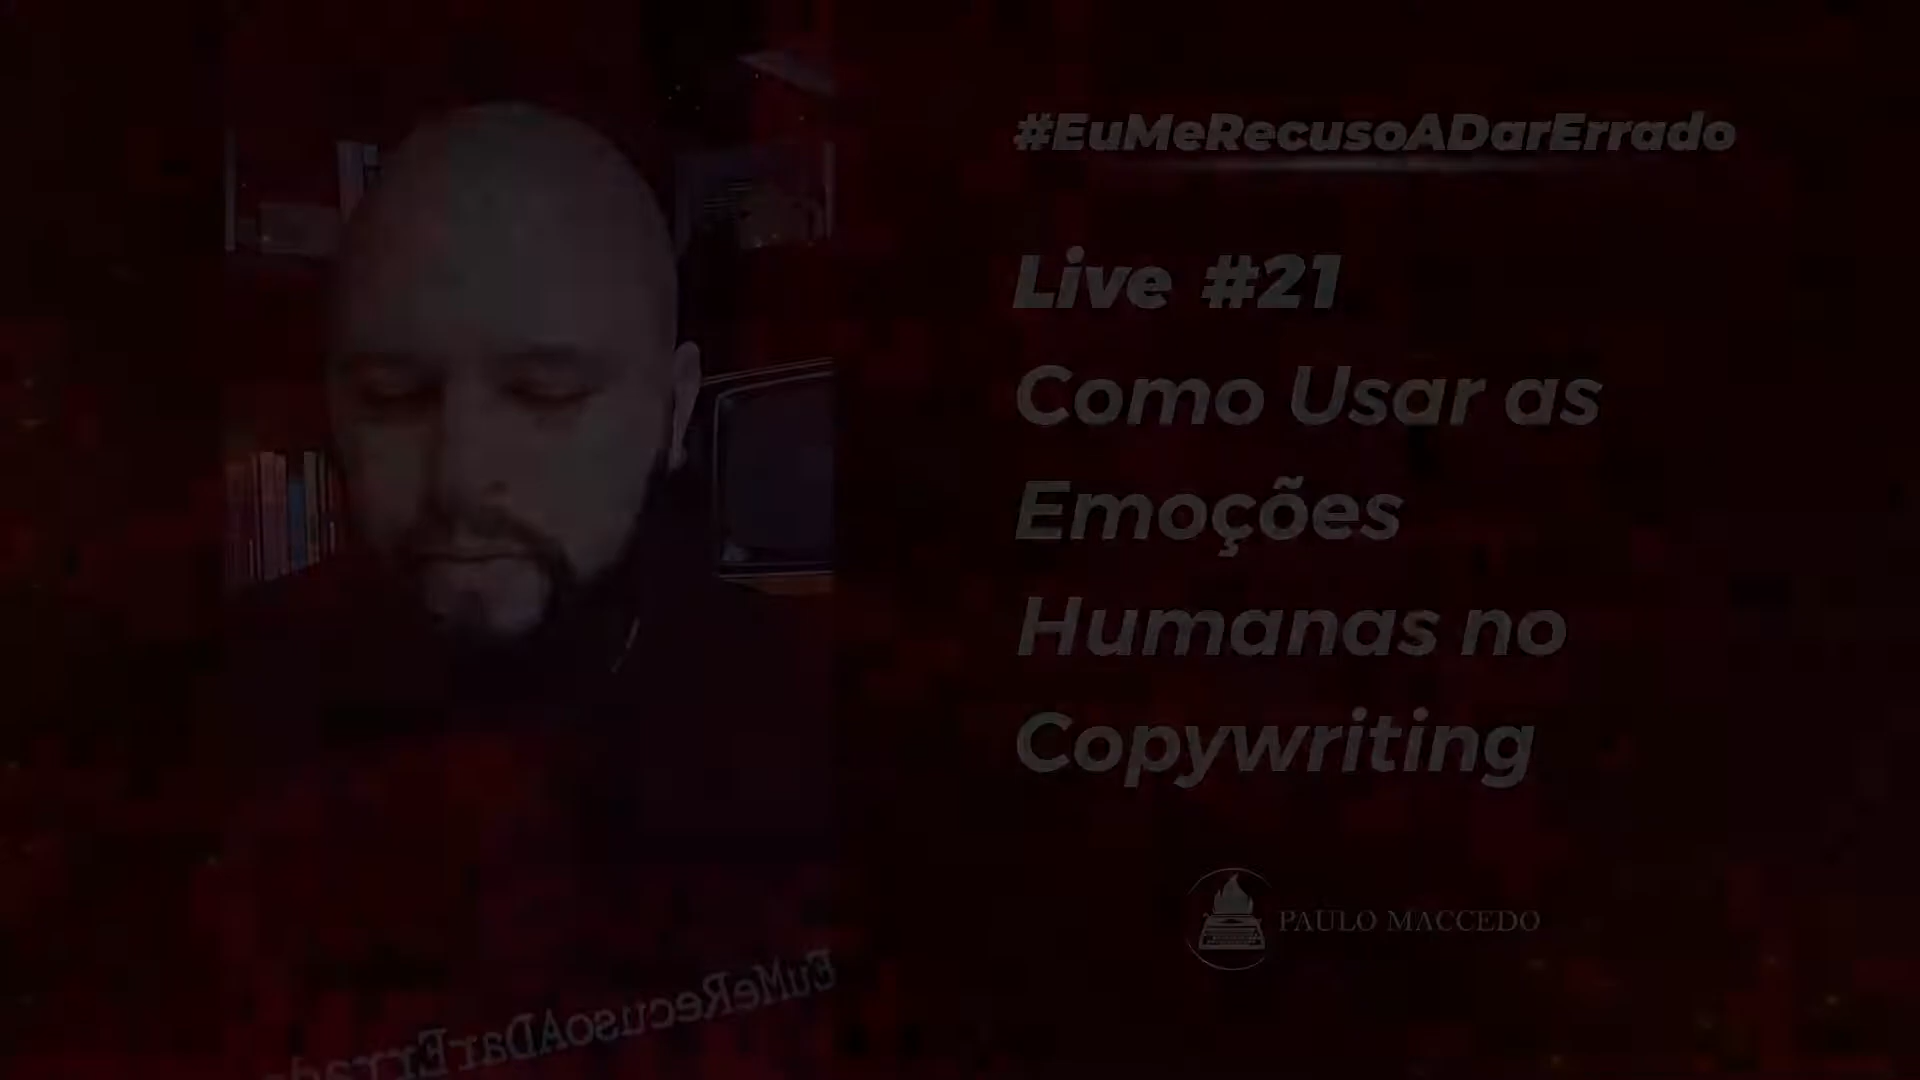 #EuMeRecusoADarErrado
Live #21
Como Usar as
Emoções
Humanas no
Copywriting
PAULO MACCEDO
EuMeRecusoADarErrado